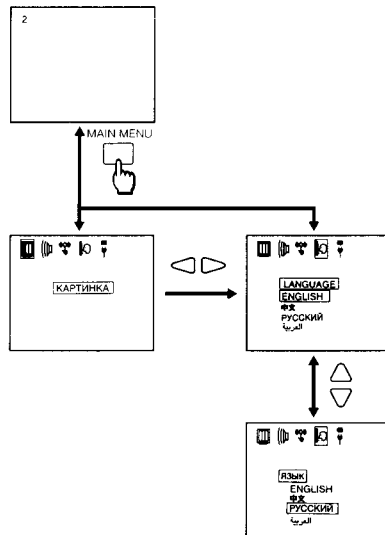 2
MAIN MENU
КАРТИНКА
LANGUAGE
ENGLISH
中文
РУССКИЙ
العربية
ЯЗЫК
ENGLISH
中文
РУССКИЙ
العربية